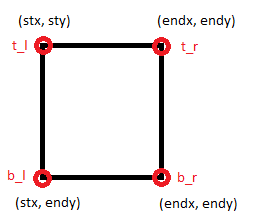 (stx, sty) (endx, endy)
t_l t_r
b_l b_r
(stx, endy) (endx, endy)